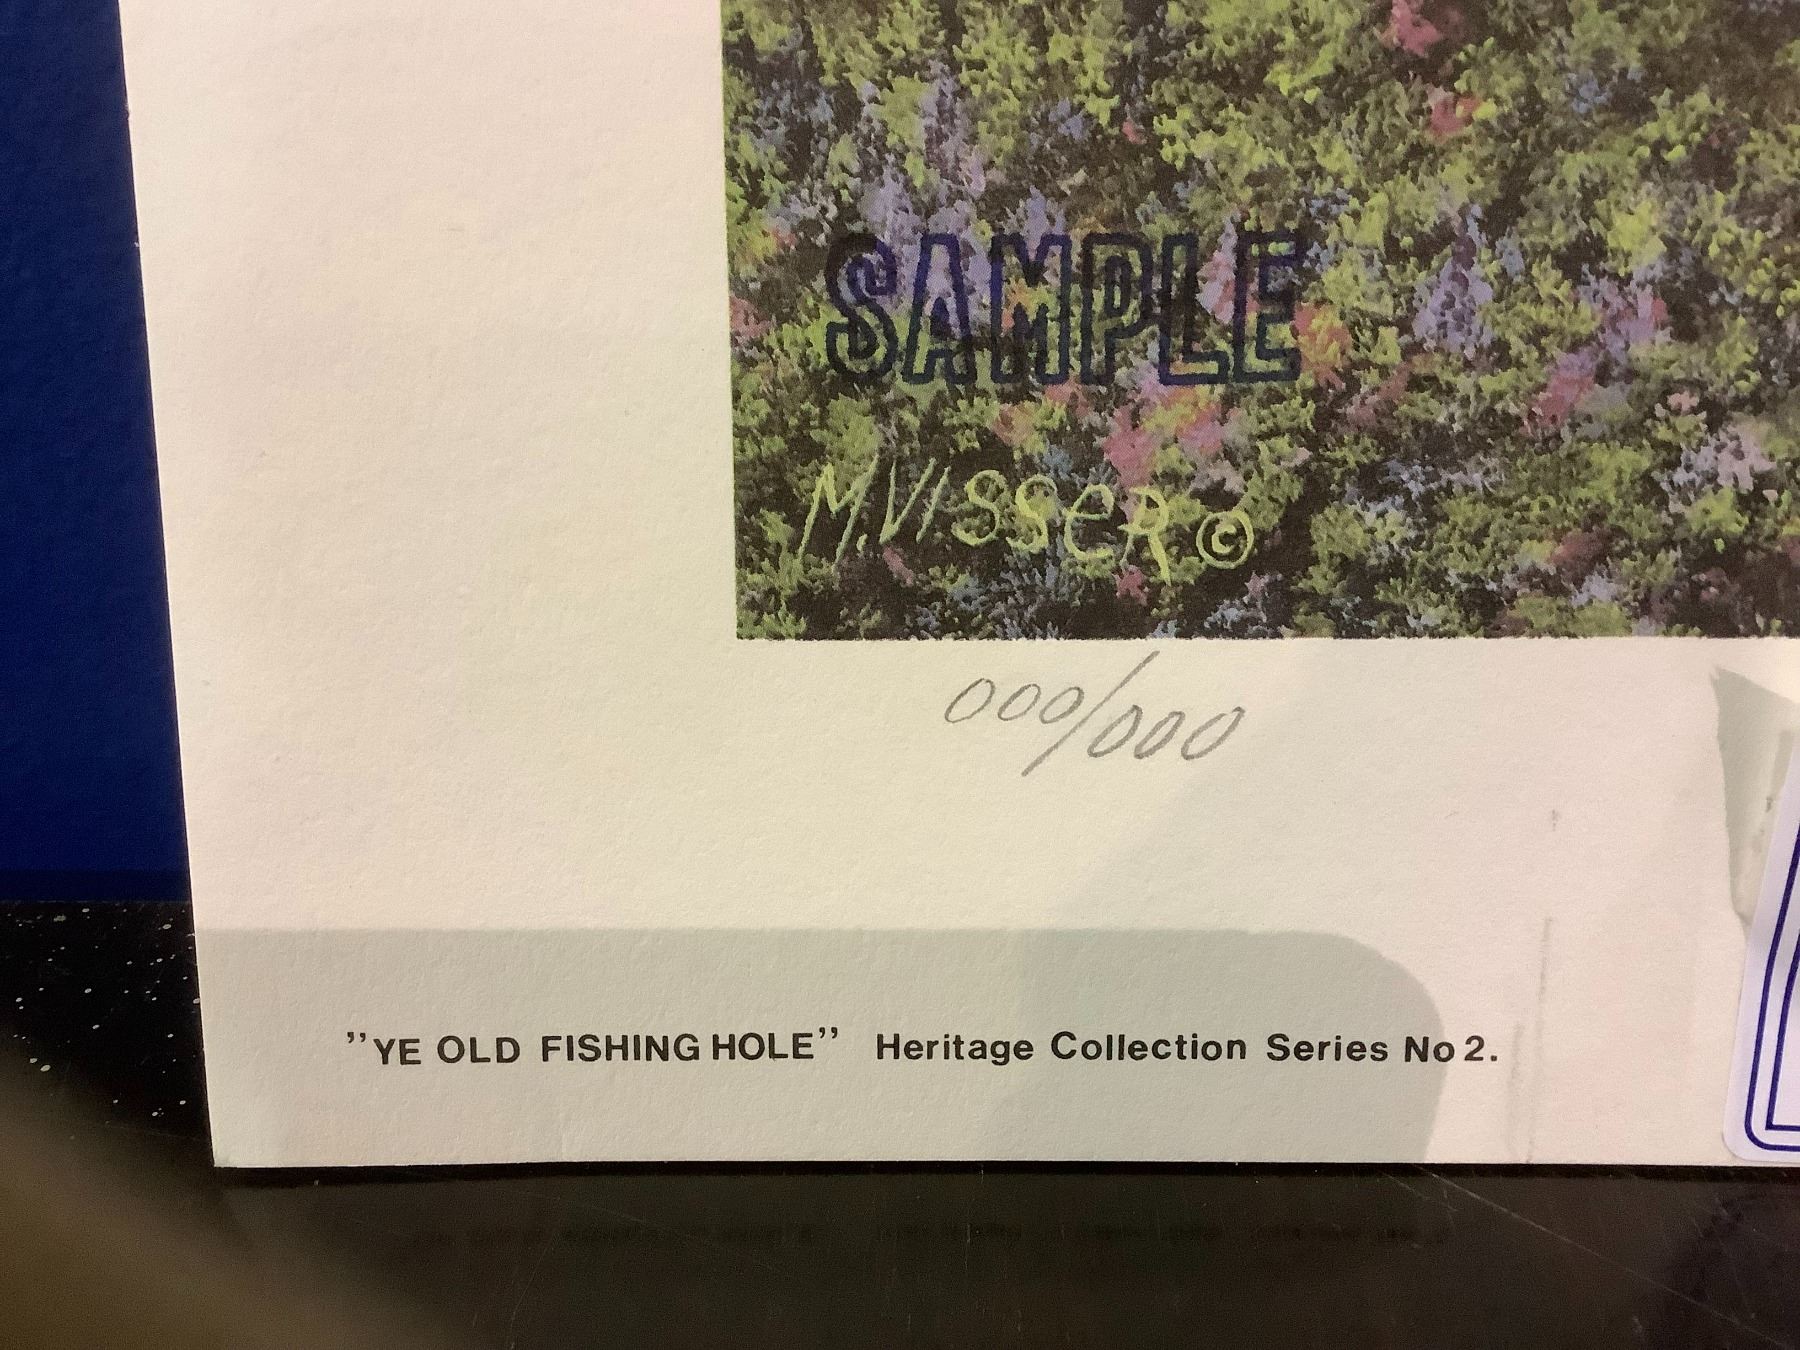 SAMPLE
M.VISSER ©
000/000
"YE OLD FISHING HOLE" Heritage Collection Series No 2.